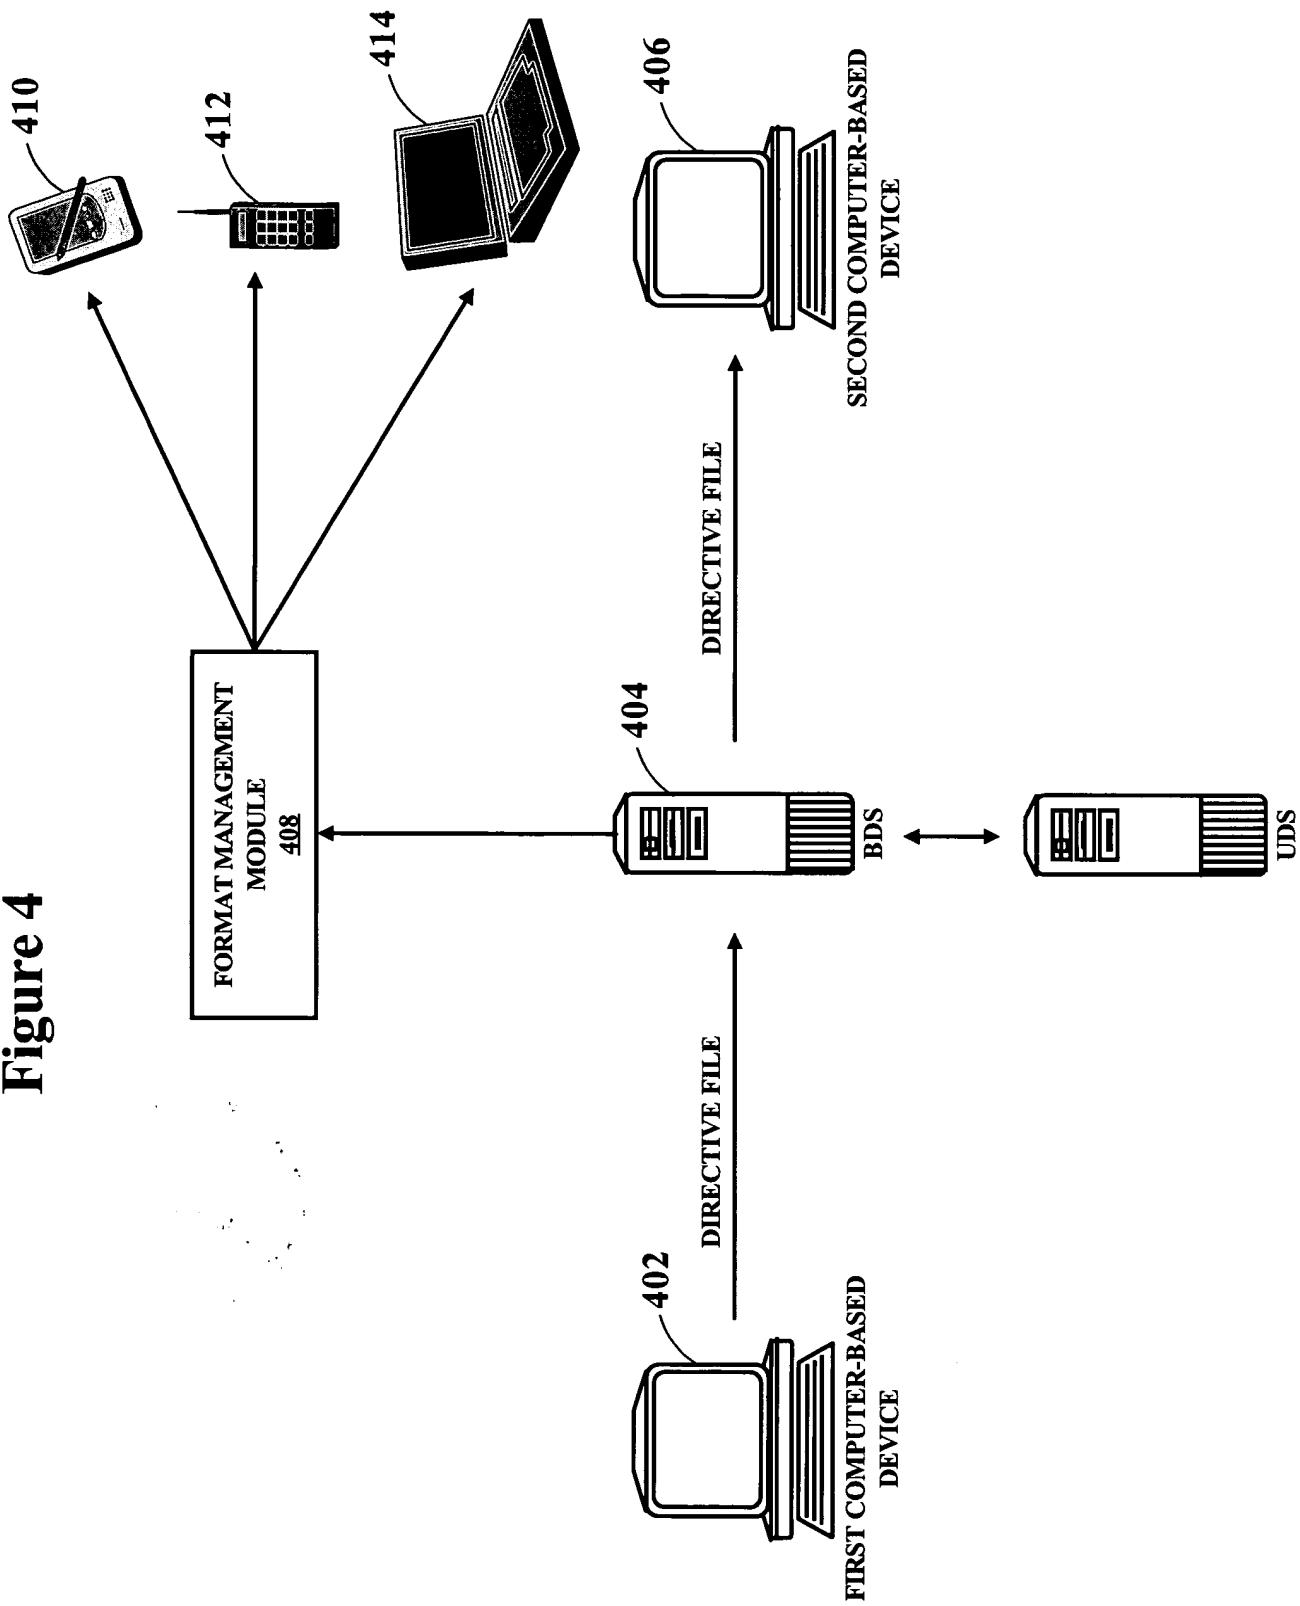 Figure 4
FORMAT MANAGEMENT
MODULE
408
410
412
414
402
FIRST COMPUTER-BASED
DEVICE
DIRECTIVE FILE
404
BDS
UDS
DIRECTIVE FILE
406
SECOND COMPUTER-BASED
DEVICE